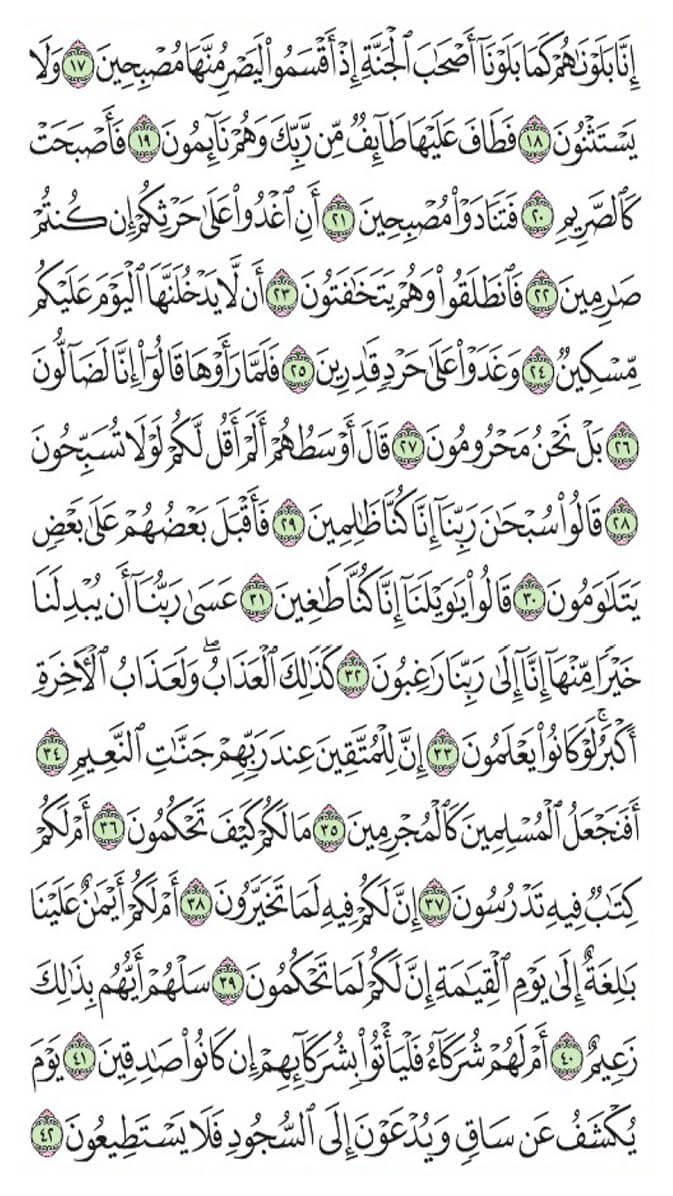 إِنَّا بَلَوْنَٰهُمْ كَمَا بَلَوْنَآ أَصْحَٰبَ ٱلْجَنَّةِ إِذْ أَقْسَمُوا۟ لَيَصْرِمُنَّهَا مُصْبِحِينَ ١٧ وَلَا
يَسْتَثْنُونَ ١٨ فَطَافَ عَلَيْهَا طَآئِفٌ مِّن رَّبِّكَ وَهُمْ نَآئِمُونَ ١٩ فَأَصْبَحَتْ
كَٱلصَّرِيمِ ٢٠ فَتَنَادَوْا۟ مُصْبِحِينَ ٢١ أَنِ ٱغْدُوا۟ عَلَىٰ حَرْثِكُمْ إِن كُنتُمْ
صَٰرِمِينَ ٢٢ فَٱنطَلَقُوا۟ وَهُمْ يَتَخَٰفَتُونَ ٢٣ أَن لَّا يَدْخُلَنَّهَا ٱلْيَوْمَ عَلَيْكُم
مِّسْكِينٌ ٢٤ وَغَدَوْا۟ عَلَىٰ حَرْدٍ قَٰدِرِينَ ٢٥ فَلَمَّا رَأَوْهَا قَالُوٓا۟ إِنَّا لَضَآلُّونَ
٢٦ بَلْ نَحْنُ مَحْرُومُونَ ٢٧ قَالَ أَوْسَطُهُمْ أَلَمْ أَقُل لَّكُمْ لَوْلَا تُسَبِّحُونَ
٢٨ قَالُوا۟ سُبْحَٰنَ رَبِّنَآ إِنَّا كُنَّا ظَٰلِمِينَ ٢٩ فَأَقْبَلَ بَعْضُهُمْ عَلَىٰ بَعْضٍ
يَتَلَٰوَمُونَ ٣٠ قَالُوا۟ يَٰوَيْلَنَآ إِنَّا كُنَّا طَٰغِينَ ٣١ عَسَىٰ رَبُّنَآ أَن يُبْدِلَنَا
خَيْرًا مِّنْهَآ إِنَّآ إِلَىٰ رَبِّنَا رَٰغِبُونَ ٣٢ كَذَٰلِكَ ٱلْعَذَابُ ۖ وَلَعَذَابُ ٱلْأَخِرَةِ
أَكْبَرُ ۚ لَوْ كَانُوا۟ يَعْلَمُونَ ٣٣ إِنَّ لِلْمُتَّقِينَ عِندَ رَبِّهِمْ جَنَّٰتِ ٱلنَّعِيمِ ٣٤
أَفَنَجْعَلُ ٱلْمُسْلِمِينَ كَٱلْمُجْرِمِينَ ٣٥ مَا لَكُمْ كَيْفَ تَحْكُمُونَ ٣٦ أَمْ لَكُمْ
كِتَٰبٌ فِيهِ تَدْرُسُونَ ٣٧ إِنَّ لَكُمْ فِيهِ لَمَا تَخَيَّرُونَ ٣٨ أَمْ لَكُمْ أَيْمَٰنٌ عَلَيْنَا
بَٰلِغَةٌ إِلَىٰ يَوْمِ ٱلْقِيَٰمَةِ إِنَّ لَكُمْ لَمَا تَحْكُمُونَ ٣٩ سَلْهُمْ أَيُّهُم بِذَٰلِكَ
زَعِيمٌ ٤٠ أَمْ لَهُمْ شُرَكَآءُ فَلْيَأْتُوا۟ بِشُرَكَآئِهِمْ إِن كَانُوا۟ صَٰدِقِينَ ٤١ يَوْمَ
يُكْشَفُ عَن سَاقٍ وَيُدْعَوْنَ إِلَى ٱلسُّجُودِ فَلَا يَسْتَطِيعُونَ ٤٢